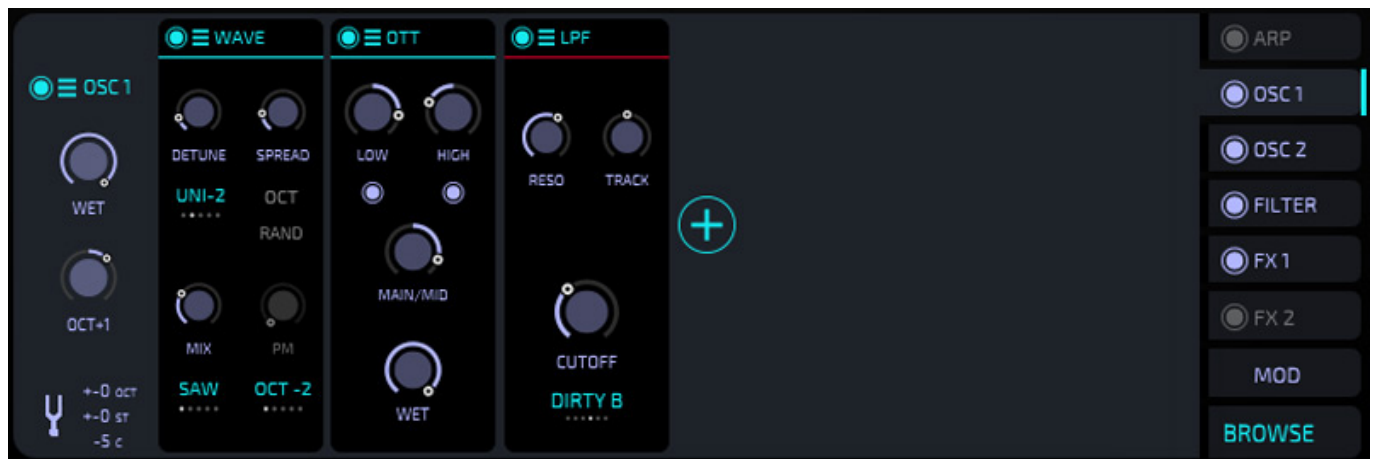 OSC 1
WET
OCT+1
+-0 OCT
+-0 ST
-5 C
WAVE
DETUNE SPREAD
UNI-2 OCT
RAND
MIX PM
SAW OCT -2
OTT
LOW HIGH
MAIN/MID
WET
LPF
RESO TRACK
CUTOFF
DIRTY B
ARP
OSC 1
OSC 2
FILTER
FX 1
FX 2
MOD
BROWSE